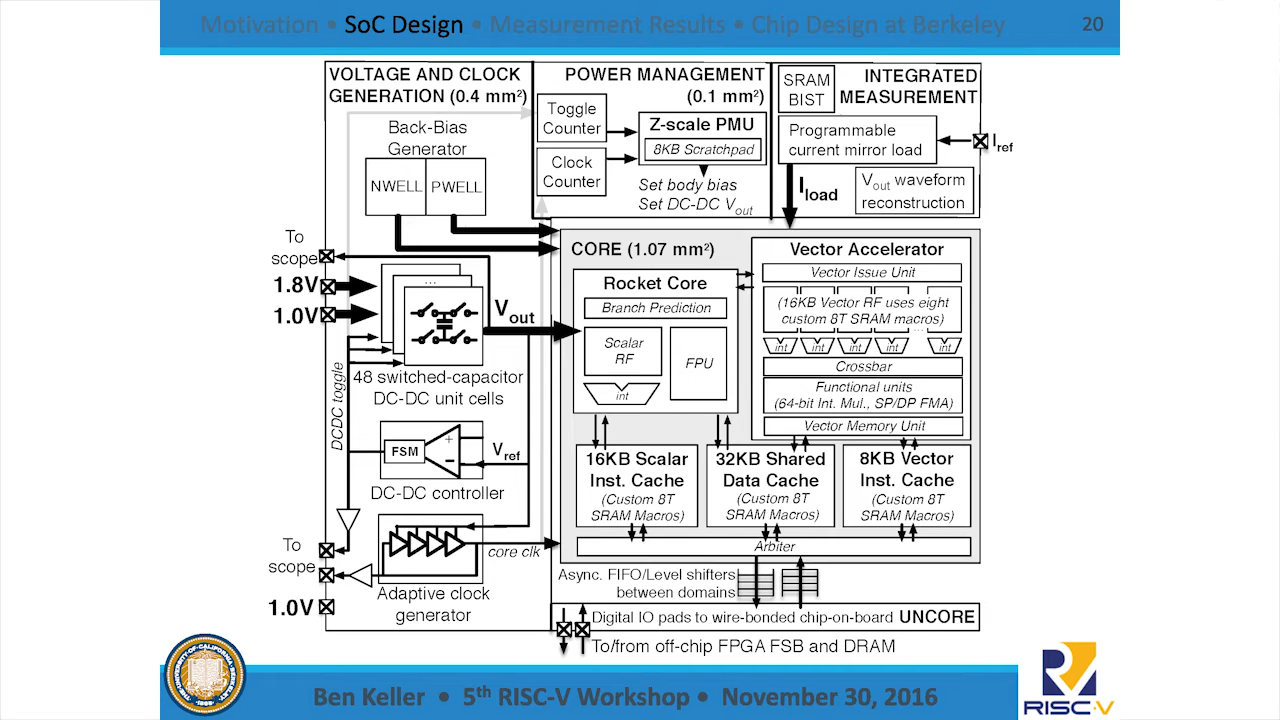 Motivation • SoC Design • Measurement Results • Chip Design at Berkeley
20
VOLTAGE AND CLOCK
GENERATION (0.4 mm²)
Back-Bias
Generator
NWELL
PWELL
To
scope
1.8V
1.0V
...
Vout
48 switched-capacitor
DC-DC unit cells
DCDC toggle
FSM
+
-
Vref
DC-DC controller
To
scope
core clk
Adaptive clock
generator
1.0V
POWER MANAGEMENT
(0.1 mm²)
Toggle
Counter
Clock
Counter
Z-scale PMU
8KB Scratchpad
Set body bias
Set DC-DC Vout
SRAM
BIST
INTEGRATED
MEASUREMENT
Programmable
current mirror load
Iref
Iload
Vout waveform
reconstruction
CORE (1.07 mm²)
Rocket Core
Branch Prediction
Scalar
RF
FPU
int
Vector Accelerator
Vector Issue Unit
(16KB Vector RF uses eight
custom 8T SRAM macros)
...
int int int int int
Crossbar
Functional units
(64-bit Int. Mul., SP/DP FMA)
Vector Memory Unit
16KB Scalar
Inst. Cache
(Custom 8T
SRAM Macros)
32KB Shared
Data Cache
(Custom 8T
SRAM Macros)
8KB Vector
Inst. Cache
(Custom 8T
SRAM Macros)
Arbiter
Async. FIFO/Level shifters
between domains
Digital IO pads to wire-bonded chip-on-board UNCORE
To/from off-chip FPGA FSB and DRAM
Ben Keller • 5th RISC-V Workshop • November 30, 2016
RISC-V